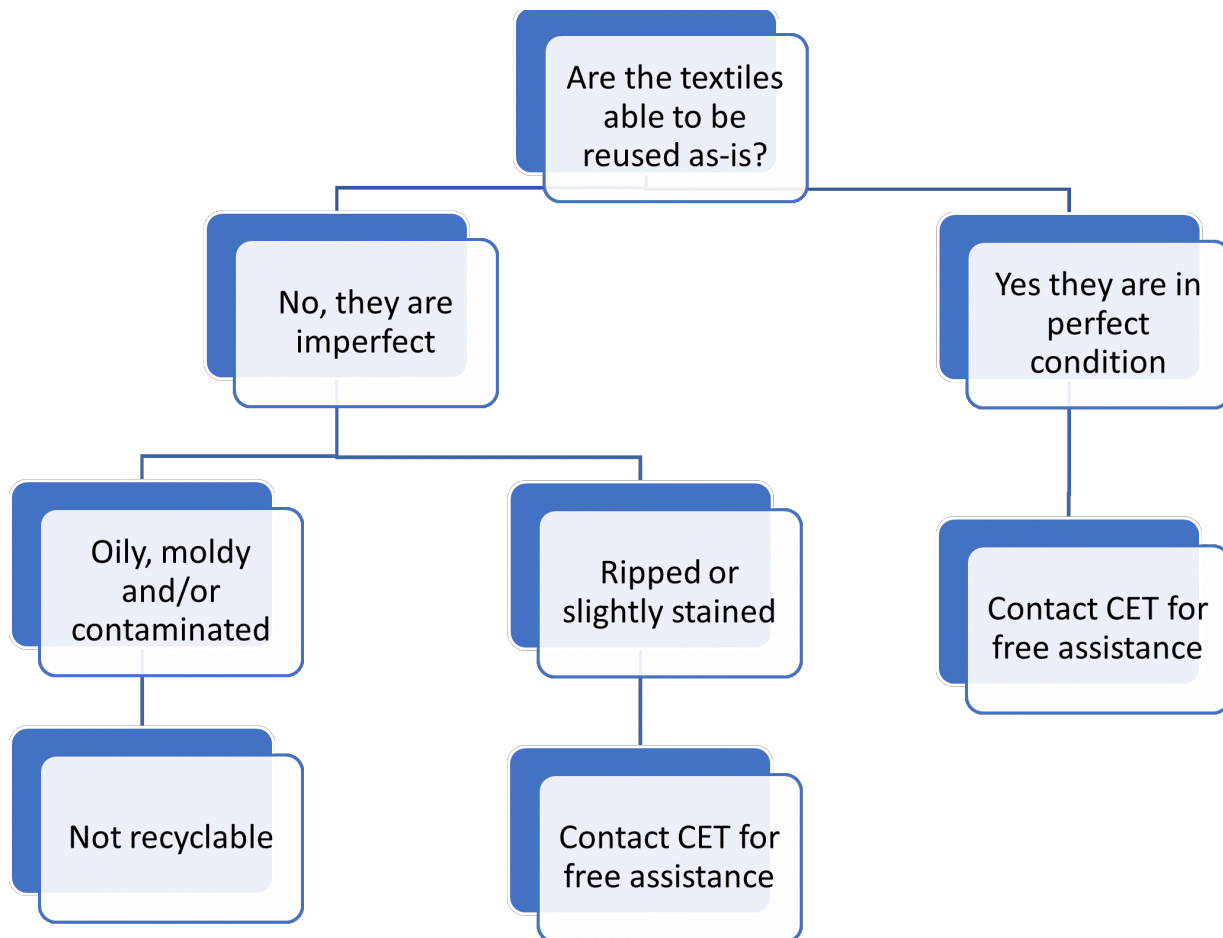 Are the textiles
able to be
reused as-is?
No, they are
imperfect
Yes they are in
perfect
condition
Oily, moldy
and/or
contaminated
Ripped or
slightly stained
Contact CET for
free assistance
Not recyclable
Contact CET for
free assistance